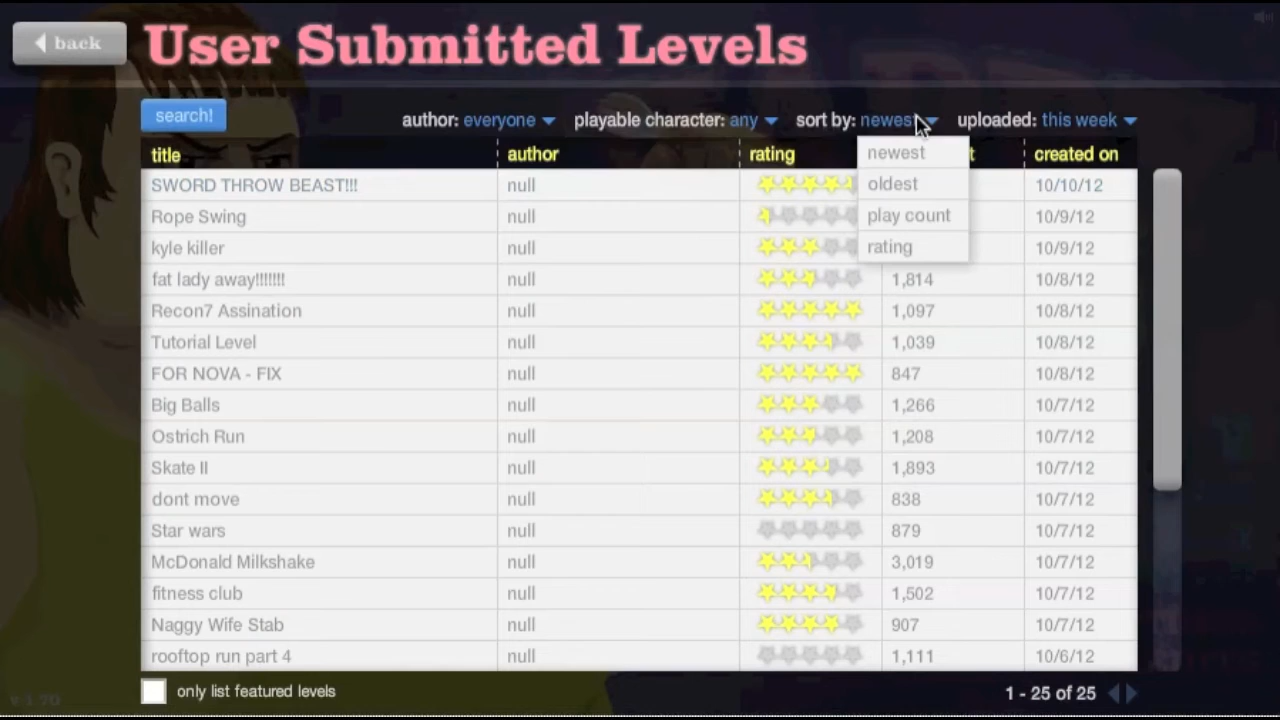 back
User Submitted Levels
search!
author: everyone playable character: any sort by: newest uploaded: this week
title author rating t created on
newest
oldest
play count
rating
SWORD THROW BEAST!!! null 10/10/12
Rope Swing null 10/9/12
kyle killer null 10/9/12
fat lady away!!!!!!! null 1,814 10/8/12
Recon7 Assination null 1,097 10/8/12
Tutorial Level null 1,039 10/8/12
FOR NOVA - FIX null 847 10/8/12
Big Balls null 1,266 10/7/12
Ostrich Run null 1,208 10/7/12
Skate II null 1,893 10/7/12
dont move null 838 10/7/12
Star wars null 879 10/7/12
McDonald Milkshake null 3,019 10/7/12
fitness club null 1,502 10/7/12
Naggy Wife Stab null 907 10/7/12
rooftop run part 4 null 1,111 10/6/12
only list featured levels 1 - 25 of 25
v 1.70